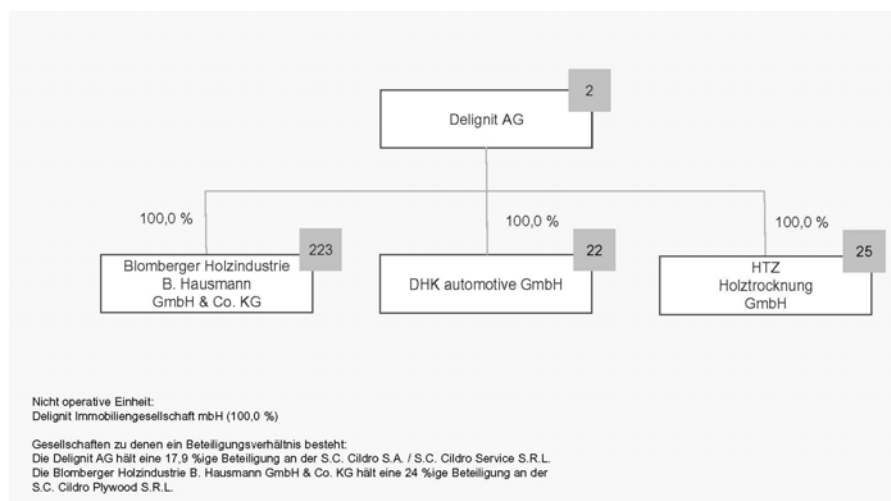 2
Delignit AG
100,0 %
100,0 %
100,0 %
223
Blomberger Holzindustrie
B. Hausmann
GmbH & Co. KG
22
DHK automotive GmbH
25
HTZ
Holztrocknung
GmbH
Nicht operative Einheit:
Delignit Immobiliengesellschaft mbH (100,0 %)
Gesellschaften zu denen ein Beteiligungsverhältnis besteht:
Die Delignit AG hält eine 17,9 %ige Beteiligung an der S.C. Cildro S.A. / S.C. Cildro Service S.R.L.
Die Blomberger Holzindustrie B. Hausmann GmbH & Co. KG hält eine 24 %ige Beteiligung an der
S.C. Cildro Plywood S.R.L.